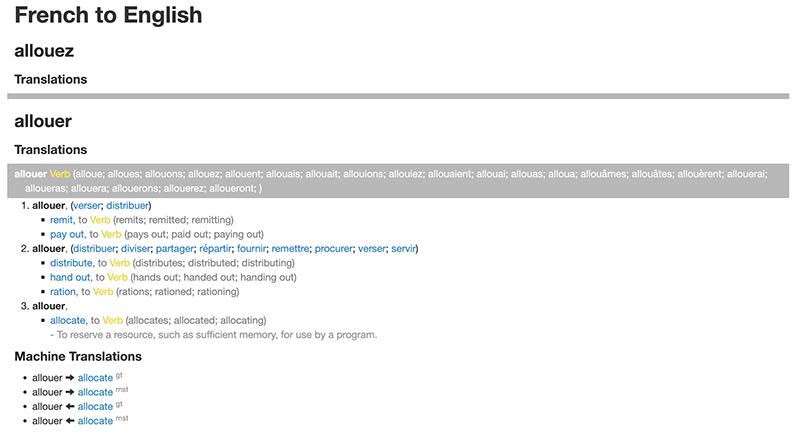 French to English
allouez
Translations
allouer
Translations
allouer Verb (alloue; alloues; allouons; allouez; allouent; allouais; allouait; allouions; allouiez; allouaient; allouai; allouas; alloua; allouâmes; allouâtes; allouèrent; allouerai;
alloueras; allouera; allouerons; allouerez; alloueront; )
1. allouer, (verser; distribuer)
▪ remit, to Verb (remits; remitted; remitting)
▪ pay out, to Verb (pays out; paid out; paying out)
2. allouer, (distribuer; diviser; partager; répartir; fournir; remettre; procurer; verser; servir)
▪ distribute, to Verb (distributes; distributed; distributing)
▪ hand out, to Verb (hands out; handed out; handing out)
▪ ration, to Verb (rations; rationed; rationing)
3. allouer,
▪ allocate, to Verb (allocates; allocated; allocating)
- To reserve a resource, such as sufficient memory, for use by a program.
Machine Translations
• allouer ➔ allocate gt
• allouer ➔ allocate mst
• allouer ← allocate gt
• allouer ← allocate mst